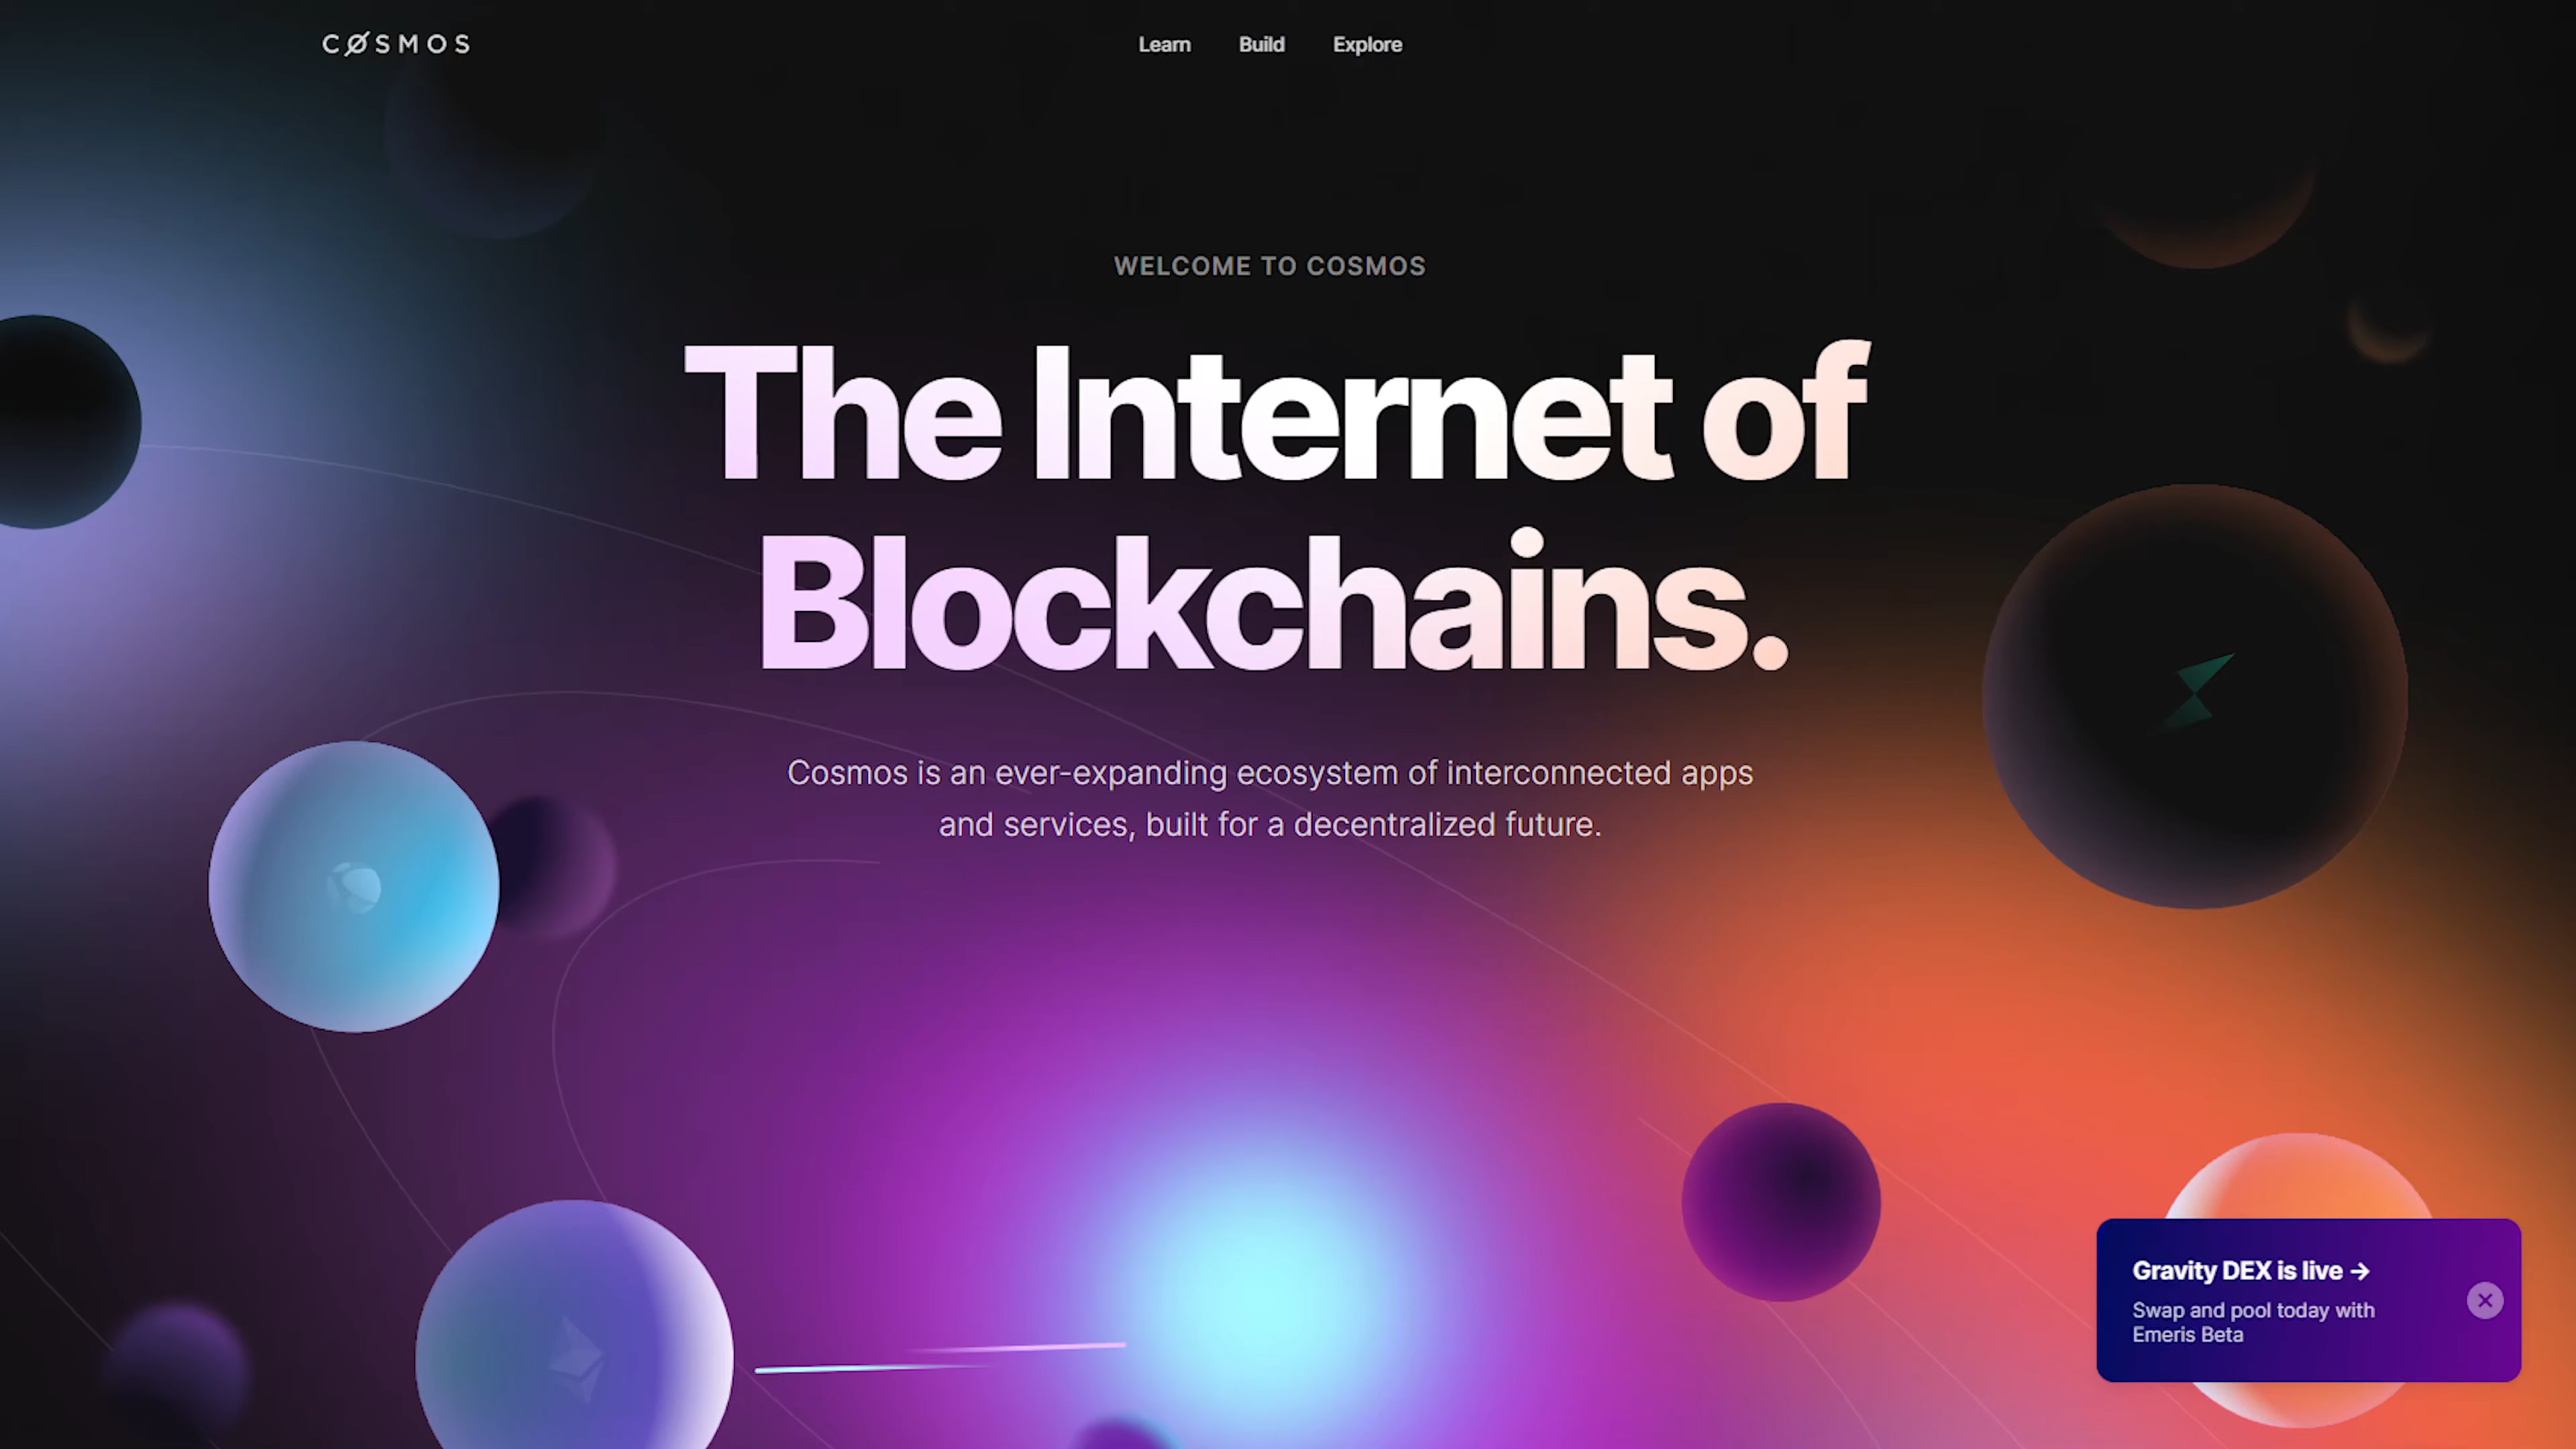 CØSMOS
Learn Build Explore
WELCOME TO COSMOS
The Internet of
Blockchains.
Cosmos is an ever-expanding ecosystem of interconnected apps
and services, built for a decentralized future.
Gravity DEX is live →
Swap and pool today with
Emeris Beta